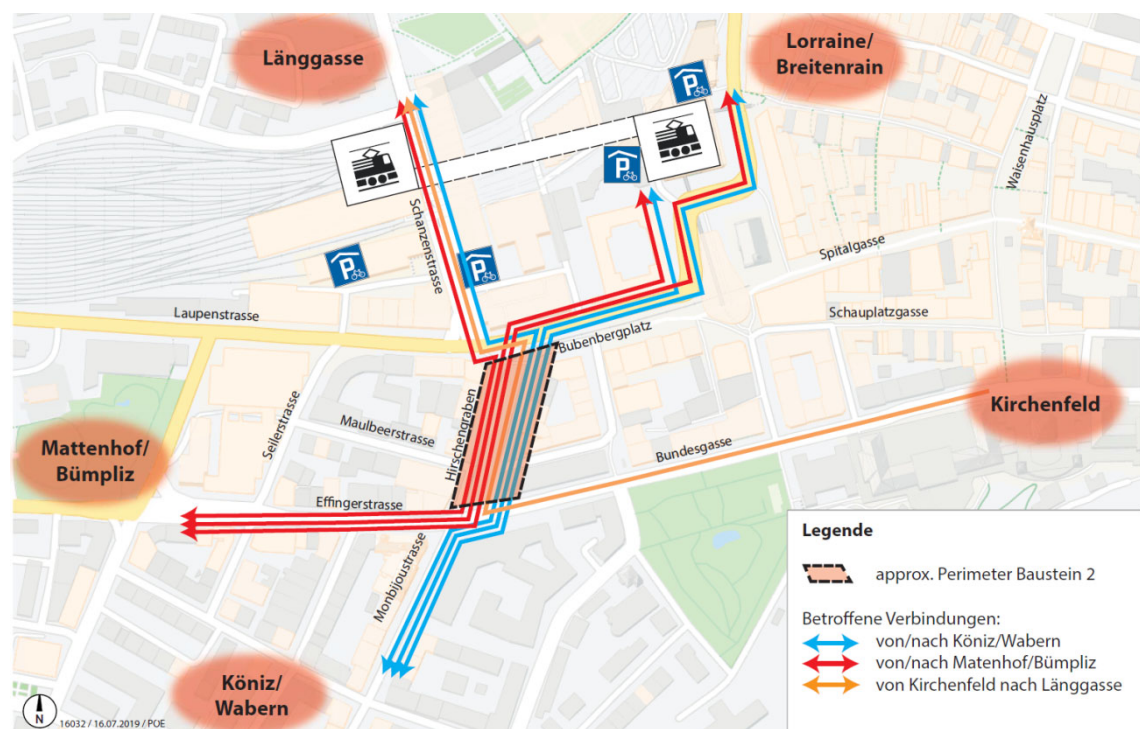 Länggasse
Lorraine/
Breitenrain
P
P
P
P
Waisenhausplatz
Schanzenstrasse
Spitalgasse
Laupenstrasse
Schauplatzgasse
Bubenbergplatz
Seilerstrasse
Maulbeerstrasse
Hirschengraben
Kirchenfeld
Bundesgasse
Mattenhof/
Bümpliz
Effingerstrasse
Monbijoustrasse
Köniz/
Wabern
N
16032 / 16.07.2019 / POE
Legende
approx. Perimeter Baustein 2
Betroffene Verbindungen:
von/nach Köniz/Wabern
von/nach Matenhof/Bümpliz
von Kirchenfeld nach Länggasse